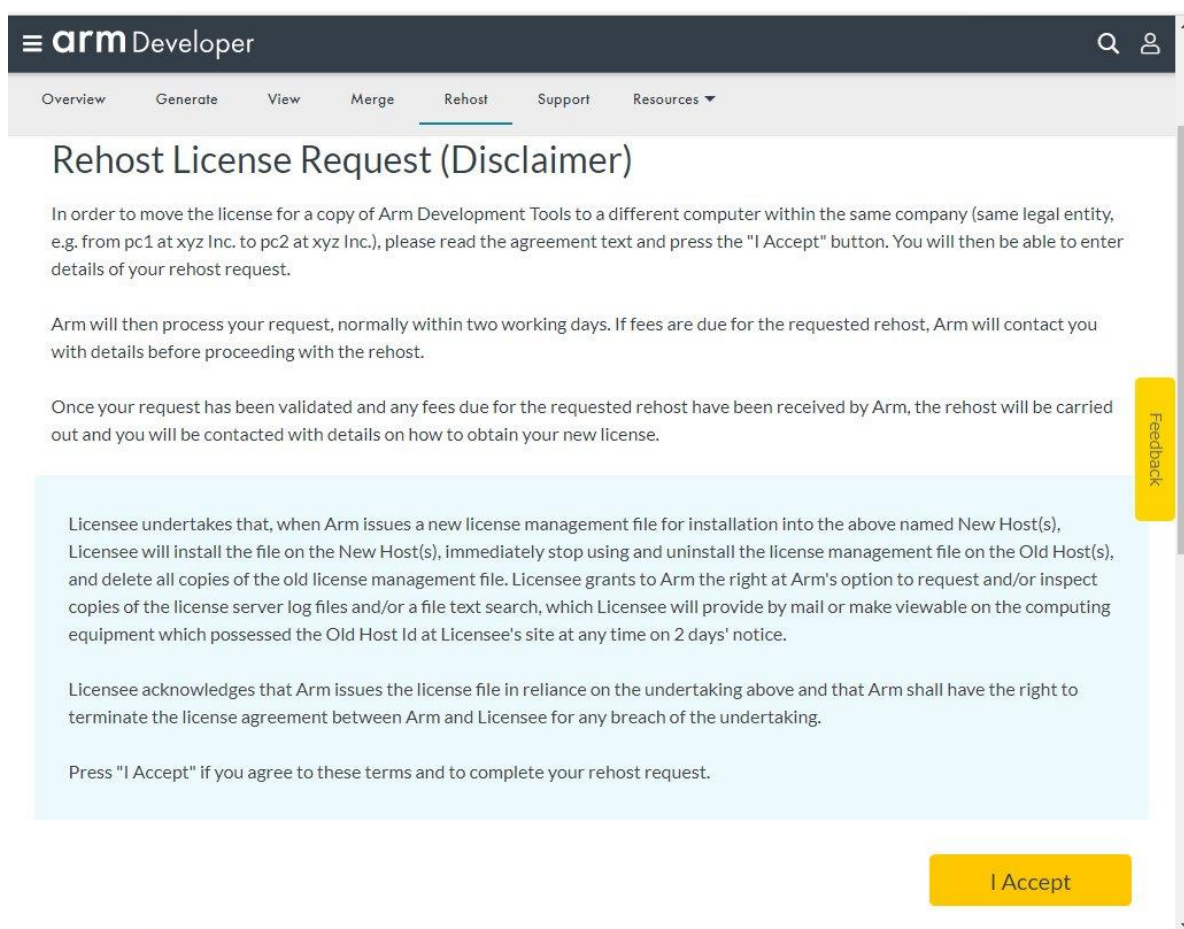 arm Developer
Overview Generate View Merge Rehost Support Resources
Rehost License Request (Disclaimer)
In order to move the license for a copy of Arm Development Tools to a different computer within the same company (same legal entity,
e.g. from pc1 at xyz Inc. to pc2 at xyz Inc.), please read the agreement text and press the "I Accept" button. You will then be able to enter
details of your rehost request.
Arm will then process your request, normally within two working days. If fees are due for the requested rehost, Arm will contact you
with details before proceeding with the rehost.
Once your request has been validated and any fees due for the requested rehost have been received by Arm, the rehost will be carried
out and you will be contacted with details on how to obtain your new license.
Feedback
Licensee undertakes that, when Arm issues a new license management file for installation into the above named New Host(s),
Licensee will install the file on the New Host(s), immediately stop using and uninstall the license management file on the Old Host(s),
and delete all copies of the old license management file. Licensee grants to Arm the right at Arm's option to request and/or inspect
copies of the license server log files and/or a file text search, which Licensee will provide by mail or make viewable on the computing
equipment which possessed the Old Host Id at Licensee's site at any time on 2 days' notice.
Licensee acknowledges that Arm issues the license file in reliance on the undertaking above and that Arm shall have the right to
terminate the license agreement between Arm and Licensee for any breach of the undertaking.
Press "I Accept" if you agree to these terms and to complete your rehost request.
I Accept